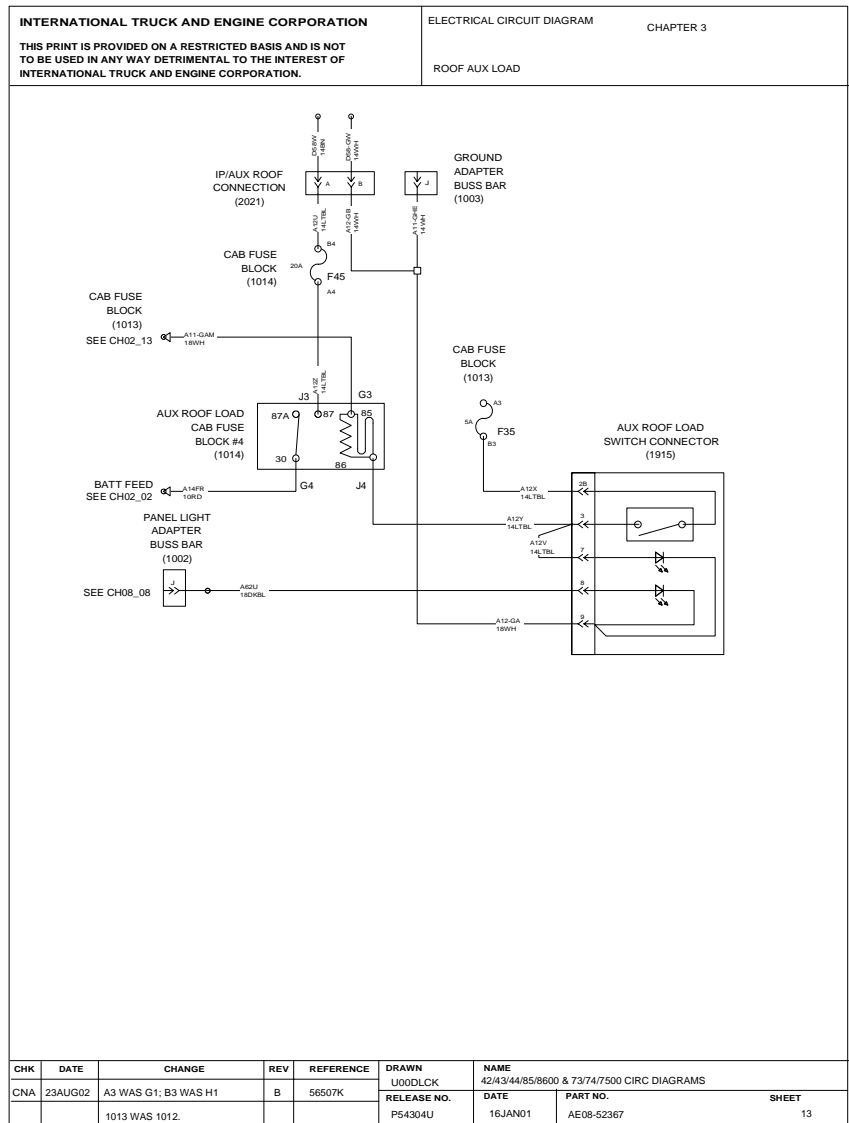 INTERNATIONAL TRUCK AND ENGINE CORPORATION
THIS PRINT IS PROVIDED ON A RESTRICTED BASIS AND IS NOT
TO BE USED IN ANY WAY DETRIMENTAL TO THE INTEREST OF
INTERNATIONAL TRUCK AND ENGINE CORPORATION.
ELECTRICAL CIRCUIT DIAGRAM
CHAPTER 3
ROOF AUX LOAD
D58W
14BN
D58-GW
14WH
IP/AUX ROOF
CONNECTION
(2021)
A
B
J
GROUND
ADAPTER
BUSS BAR
(1003)
A12U
14LTBL
A12-GB
14WH
A11-GHE
14WH
CAB FUSE
BLOCK
(1014)
B4
20A
F45
A4
CAB FUSE
BLOCK
(1013)
SEE CH02_13
A11-GAM
18WH
A12Z
14LTBL
CAB FUSE
BLOCK
(1013)
A3
5A
F35
B3
J3
G3
AUX ROOF LOAD
CAB FUSE
BLOCK #4
(1014)
87A
87
85
30
86
G4
J4
AUX ROOF LOAD
SWITCH CONNECTOR
(1915)
BATT FEED
SEE CH02_02
A14FR
10RD
A12X
14LTBL
2B
A12Y
14LTBL
3
A12V
14LTBL
7
PANEL LIGHT
ADAPTER
BUSS BAR
(1002)
SEE CH08_08
J
A62U
18DKBL
8
A12-GA
18WH
9
CHK DATE CHANGE REV REFERENCE DRAWN NAME
U00DLCK 42/43/44/85/8600 & 73/74/7500 CIRC DIAGRAMS
CNA 23AUG02 A3 WAS G1; B3 WAS H1 B 56507K
RELEASE NO. DATE PART NO. SHEET
1013 WAS 1012. P54304U 16JAN01 AE08-52367 13